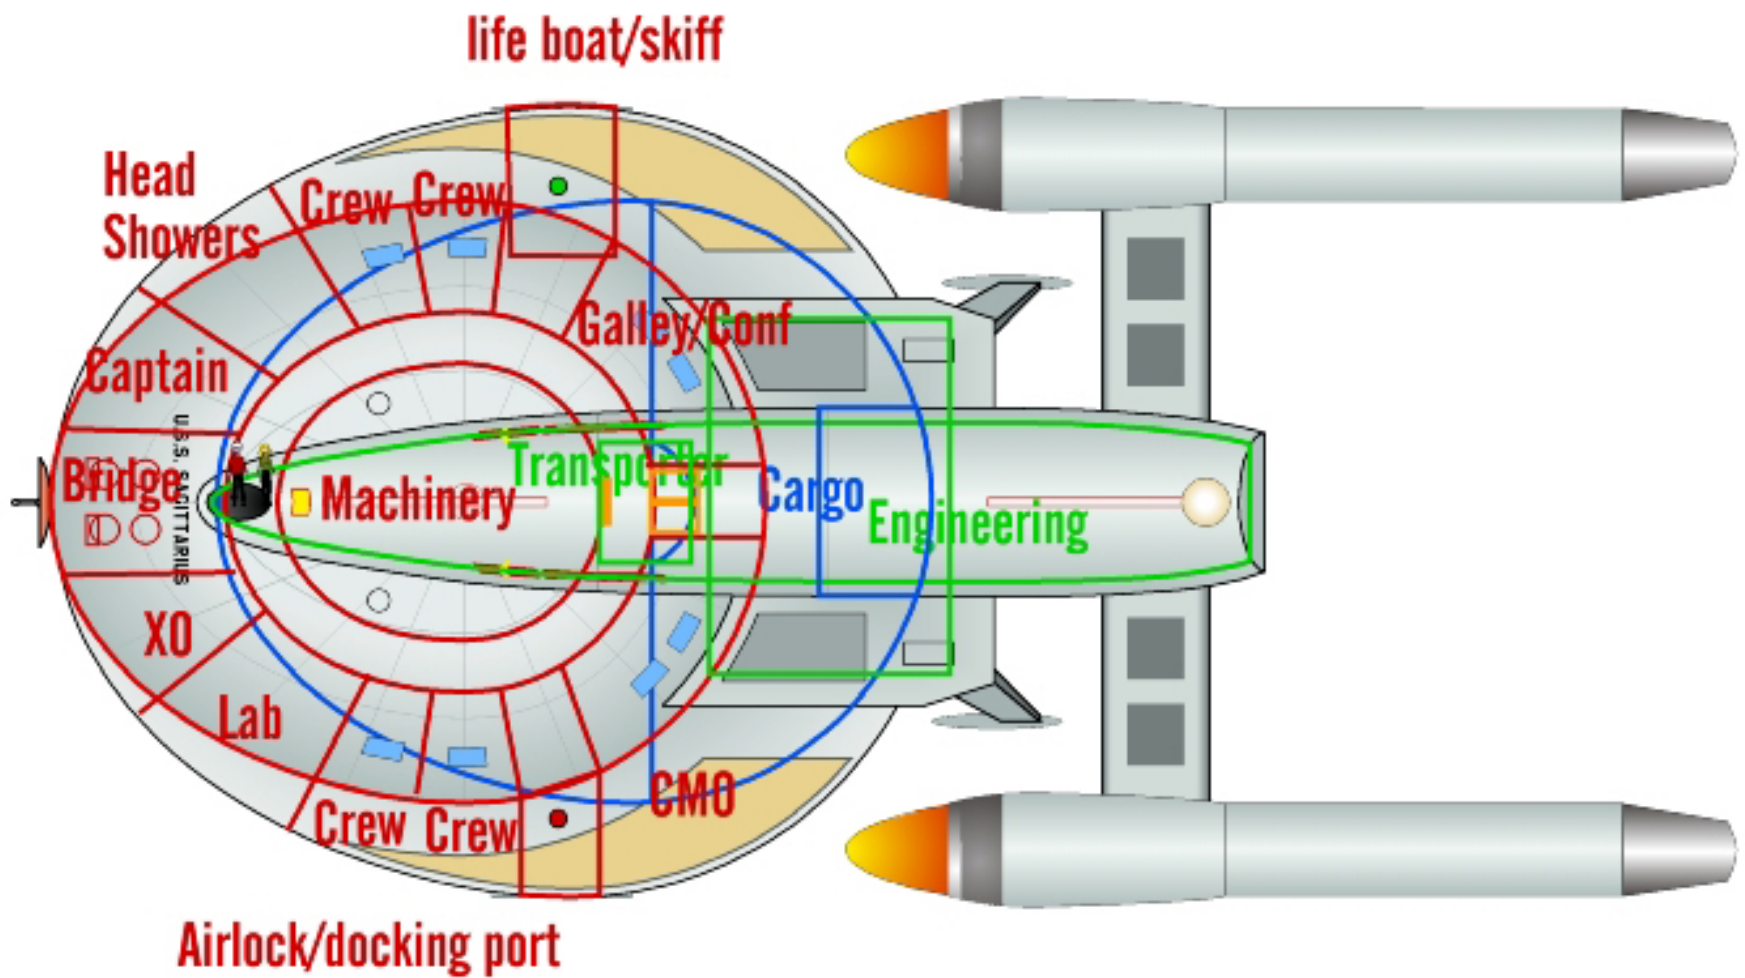 life boat/skiff
Head
Showers
Crew
Crew
Galley/Conf
Captain
U.S.S. SAGITTARIUS
Bridge
Machinery
Transporter
Cargo
Engineering
XO
Lab
CMO
Crew
Crew
Airlock/docking port